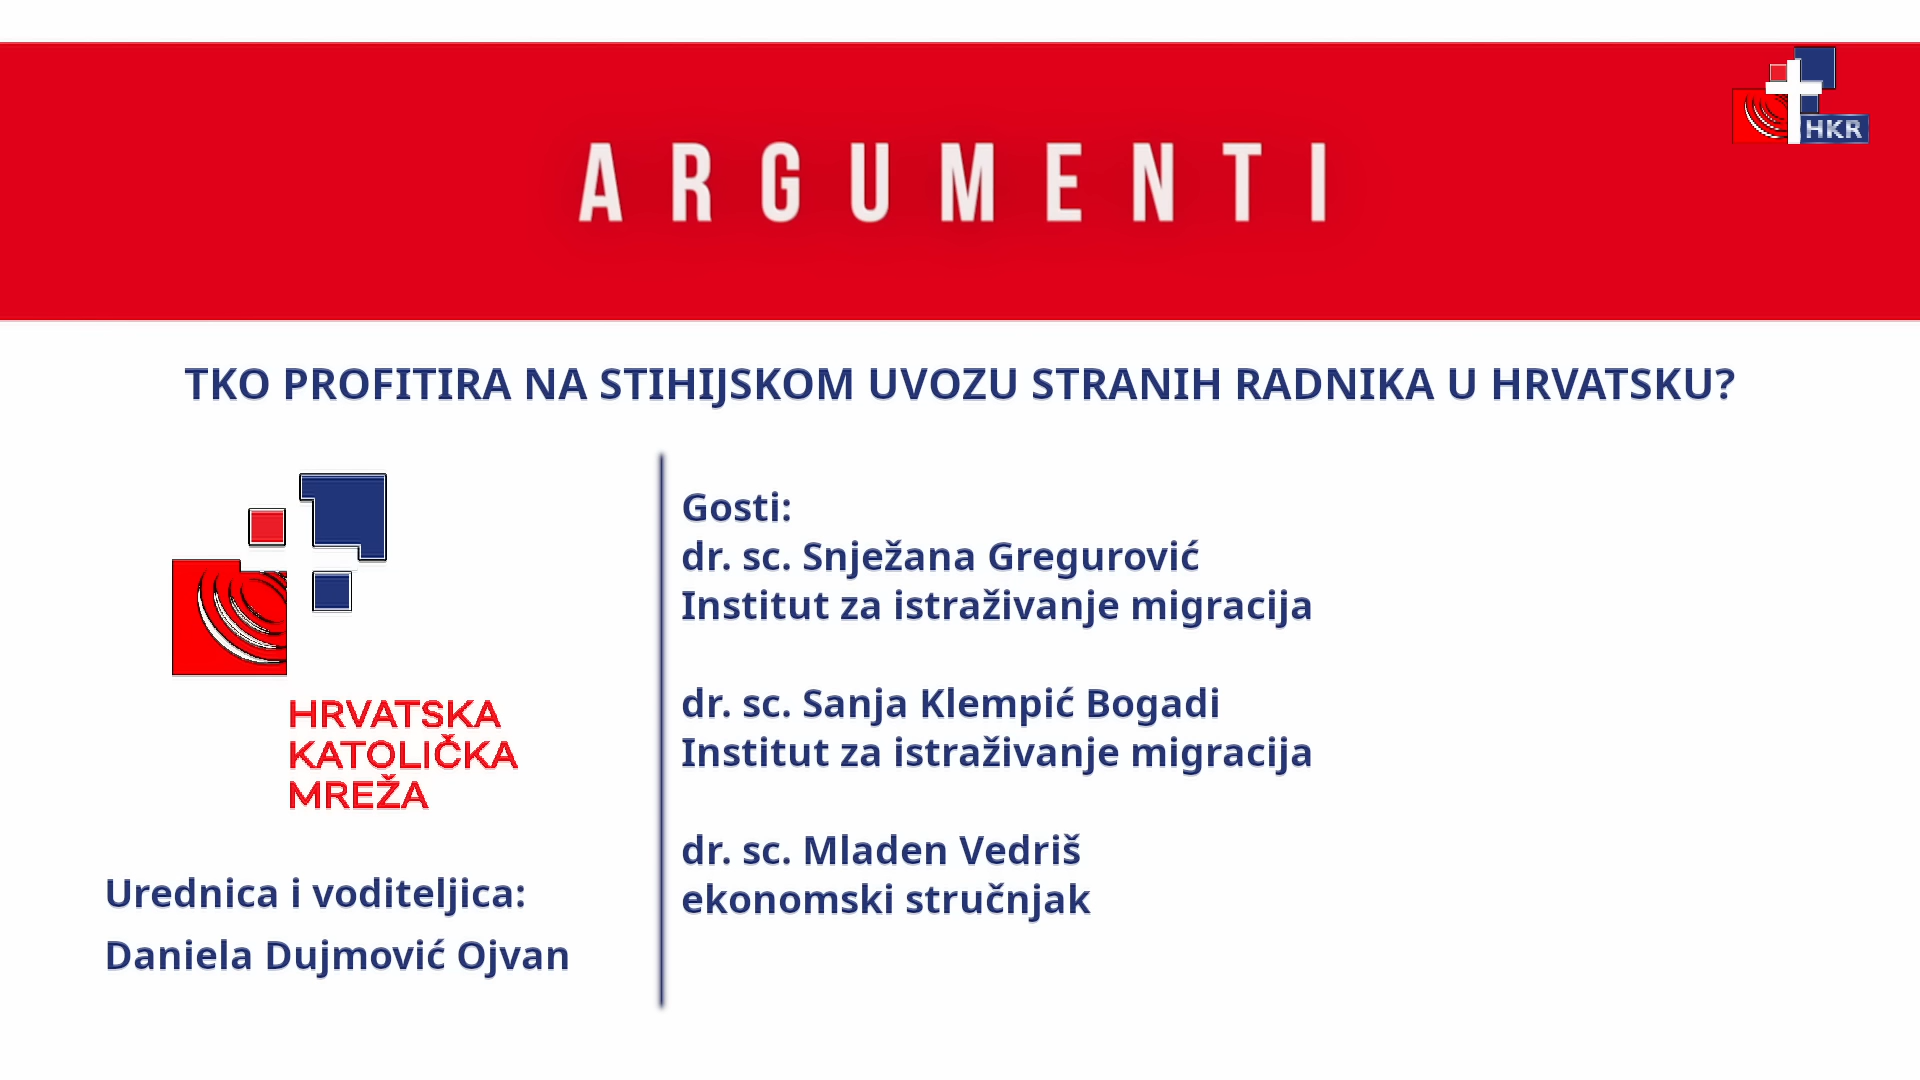 ARGUMENTI
HKR
TKO PROFITIRA NA STIHIJSKOM UVOZU STRANIH RADNIKA U HRVATSKU?
HRVATSKA
KATOLIČKA
MREŽA
Urednica i voditeljica:
Daniela Dujmović Ojvan
Gosti:
dr. sc. Snježana Gregurović
Institut za istraživanje migracija
dr. sc. Sanja Klempić Bogadi
Institut za istraživanje migracija
dr. sc. Mladen Vedriš
ekonomski stručnjak